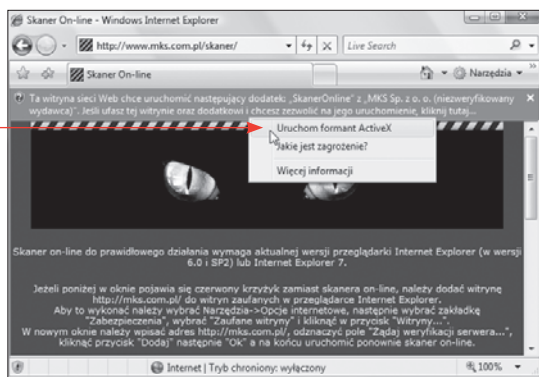 Skaner On-line - Windows Internet Explorer
http://www.mks.com.pl/skaner/
Live Search
Skaner On-line
Narzędzia
Ta witryna sieci Web chce uruchomić następujący dodatek: „SkanerOnline" z „MKS Sp. z o. o. (niezweryfikowany
wydawca)". Jeśli ufasz tej witrynie oraz dodatkowi i chcesz zezwolić na jego uruchomienie, kliknij tutaj...
Uruchom formant ActiveX
Jakie jest zagrożenie?
Więcej informacji
Skaner on-line do prawidłowego działania wymaga aktualnej wersji przeglądarki Internet Explorer (w wersji
6.0 i SP2) lub Internet Explorer 7.
Jeżeli poniżej w oknie pojawia się czerwony krzyżyk zamiast skanera on-line, należy dodać witrynę
http://mks.com.pl/ do witryn zaufanych w przeglądarce Internet Explorer.
Aby to wykonać należy wybrać Narzędzia->Opcje internetowe, następnie wybrać zakładkę
"Zabezpieczenia", wybrać "Zaufane witryny" i kliknąć w przycisk "Witryny...".
W nowym oknie należy wpisać adres http://mks.com.pl/, odznaczyć pole "Żądaj weryfikacji serwera...",
kliknąć przycisk "Dodaj" następnie "Ok" a na końcu uruchomić ponownie skaner on-line.
Internet | Tryb chroniony: wyłączony
100%